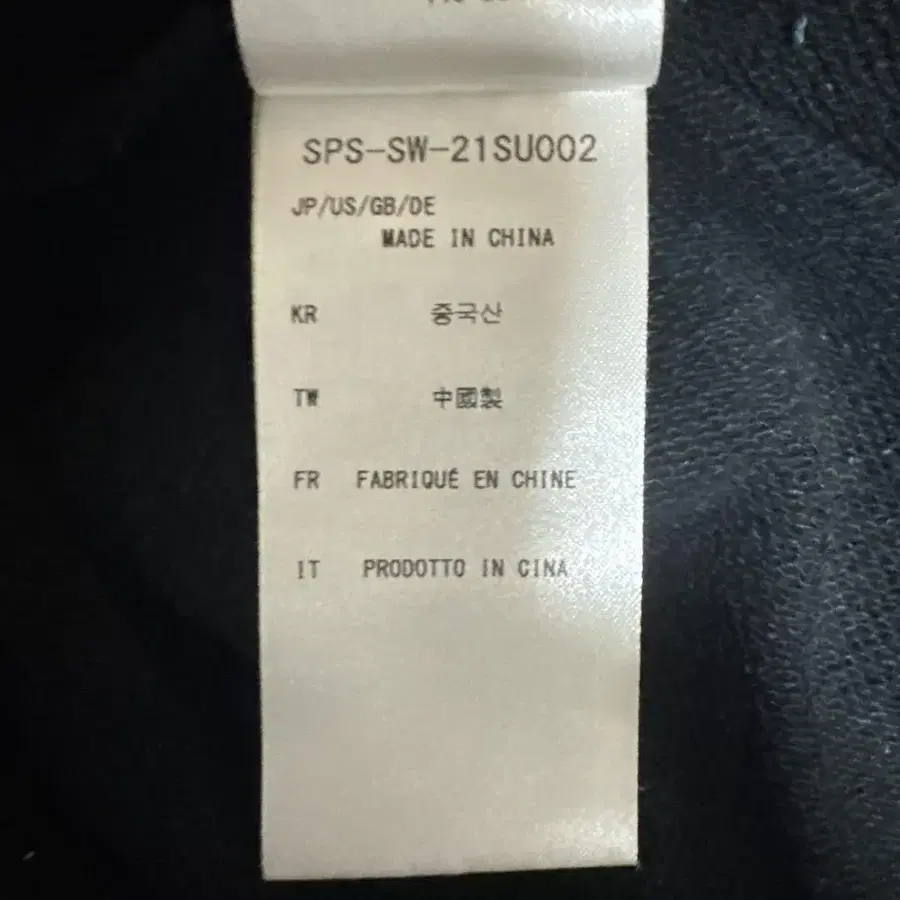 SPS-SW-21SU002
JP/US/GB/DE
MADE IN CHINA
KR 중국산
TW 中國製
FR FABRIQUÉ EN CHINE
IT PRODOTTO IN CINA